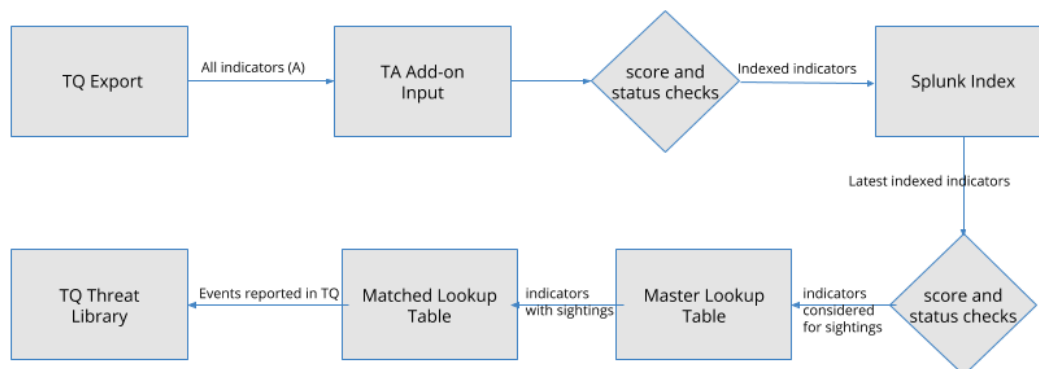 TQ Export
All indicators (A)
TA Add-on
Input
score and
status checks
Indexed indicators
Splunk Index
Latest indexed indicators
score and
status checks
indicators
considered
for sightings
Master Lookup
Table
indicators
with sightings
Matched Lookup
Table
Events reported in TQ
TQ Threat
Library